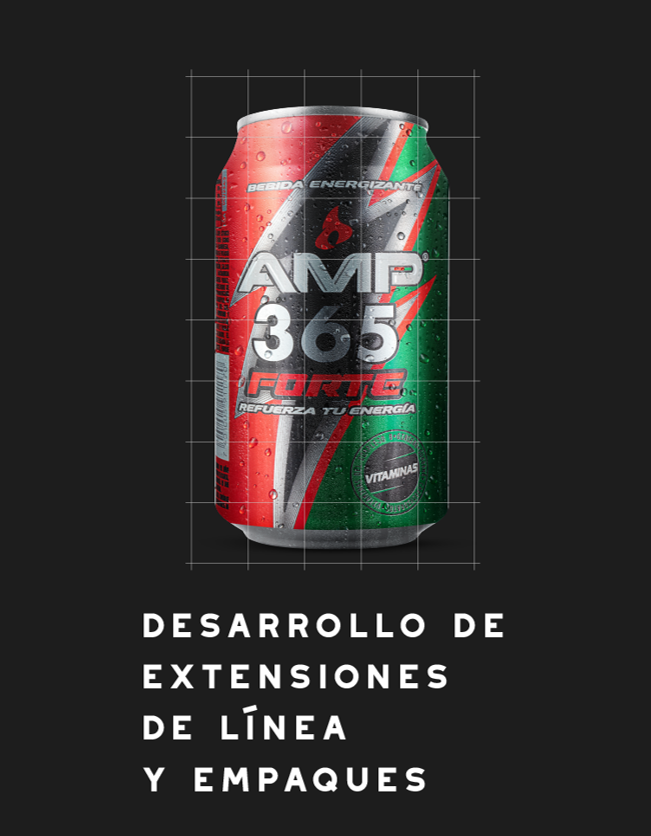 BEBIDA ENERGIZANTE
AMP®
365
FORTE
REFUERZA TU ENERGÍA
VITAMINAS
DESARROLLO DE
EXTENSIONES
DE LÍNEA
Y EMPAQUES